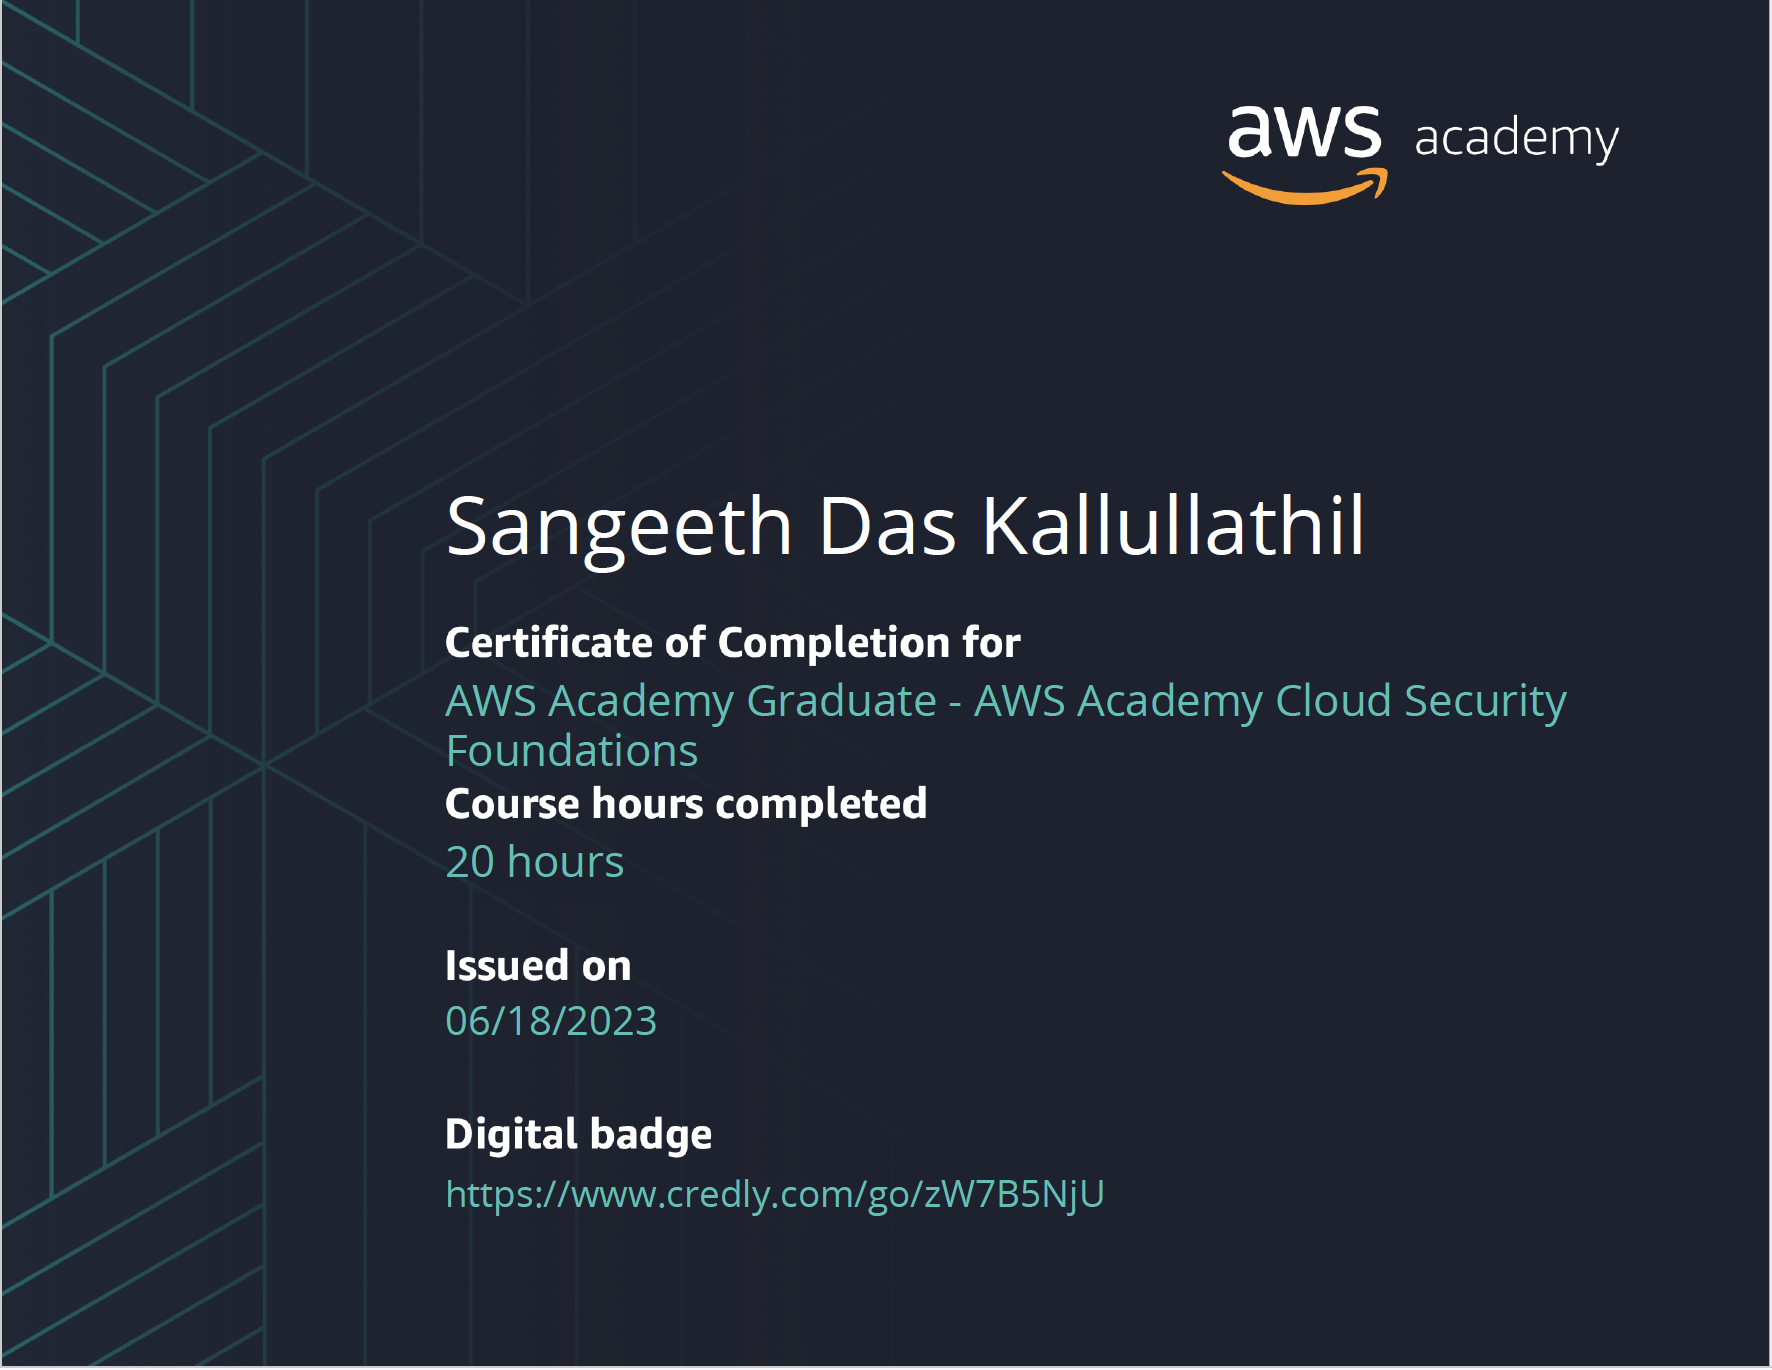 aws academy
Sangeeth Das Kallullathil
Certificate of Completion for
AWS Academy Graduate - AWS Academy Cloud Security
Foundations
Course hours completed
20 hours
Issued on
06/18/2023
Digital badge
https://www.credly.com/go/zW7B5NjU